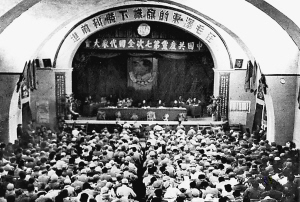 在毛澤東的旗幟下勝利前進
中國共產黨第七次全國代表大會